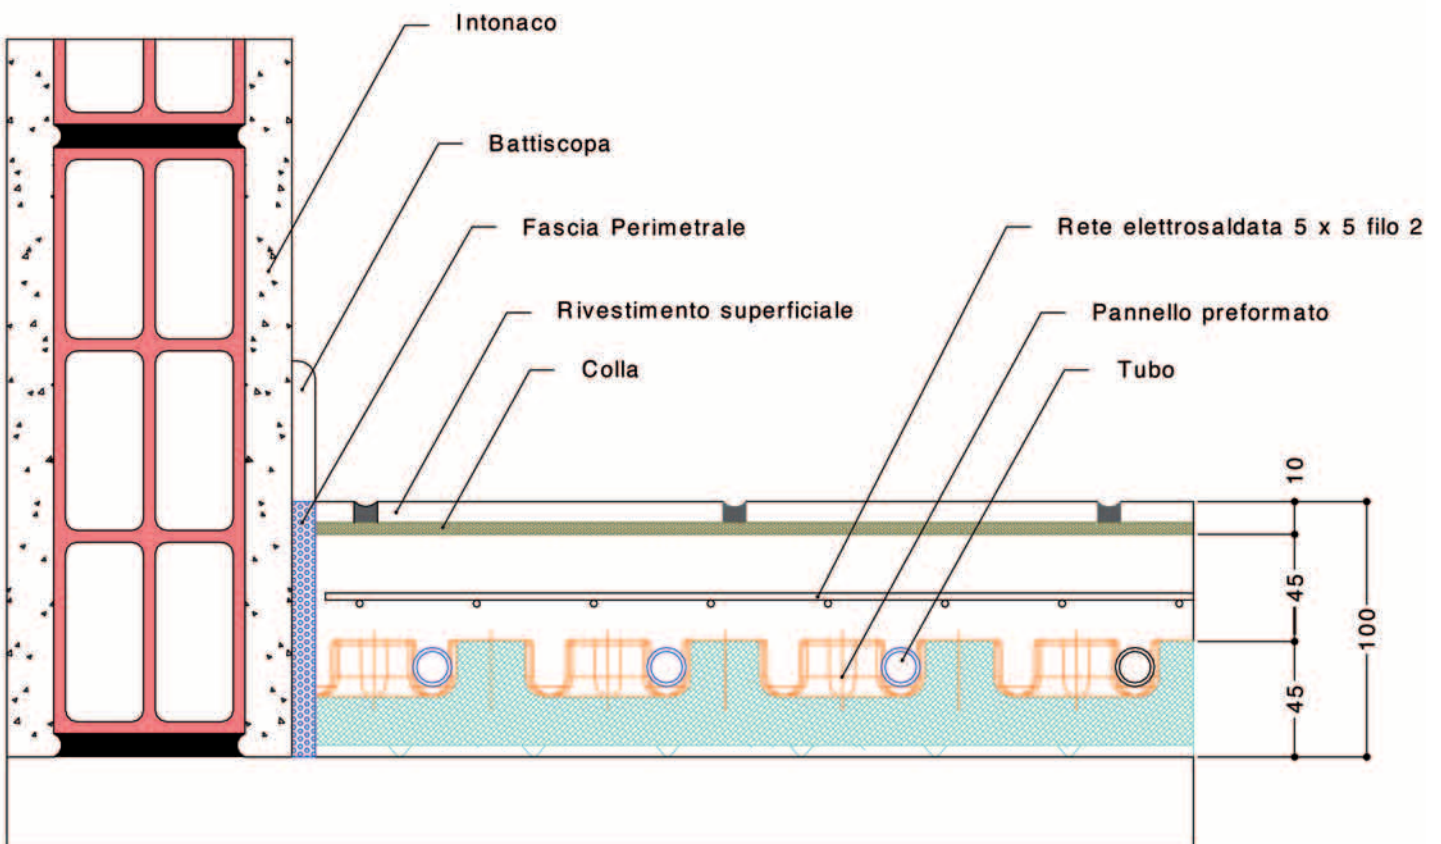 Intonaco
Battiscopa
Fascia Perimetrale
Rete elettrosaldata 5 x 5 filo 2
Rivestimento superficiale
Pannello preformato
Colla
Tubo
10
45
100
45